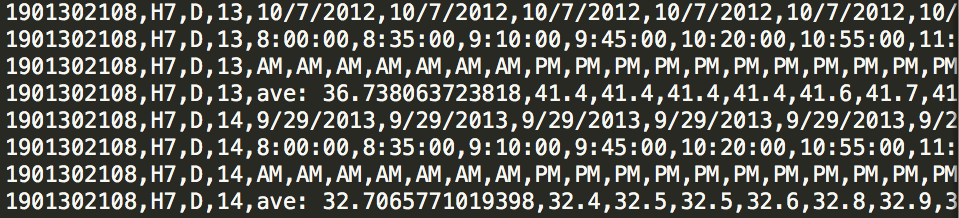 1901302108,H7,D,13,10/7/2012,10/7/2012,10/7/2012,10/7/2012,10/7/2012,10/
1901302108,H7,D,13,8:00:00,8:35:00,9:10:00,9:45:00,10:20:00,10:55:00,11:
1901302108,H7,D,13,AM,AM,AM,AM,AM,AM,AM,PM,PM,PM,PM,PM,PM,PM,PM,PM,PM,PM
1901302108,H7,D,13,ave: 36.738063723818,41.4,41.4,41.4,41.4,41.6,41.7,41
1901302108,H7,D,14,9/29/2013,9/29/2013,9/29/2013,9/29/2013,9/29/2013,9/2
1901302108,H7,D,14,8:00:00,8:35:00,9:10:00,9:45:00,10:20:00,10:55:00,11:
1901302108,H7,D,14,AM,AM,AM,AM,AM,AM,AM,PM,PM,PM,PM,PM,PM,PM,PM,PM,PM,PM
1901302108,H7,D,14,ave: 32.7065771019398,32.4,32.5,32.5,32.6,32.8,32.9,3